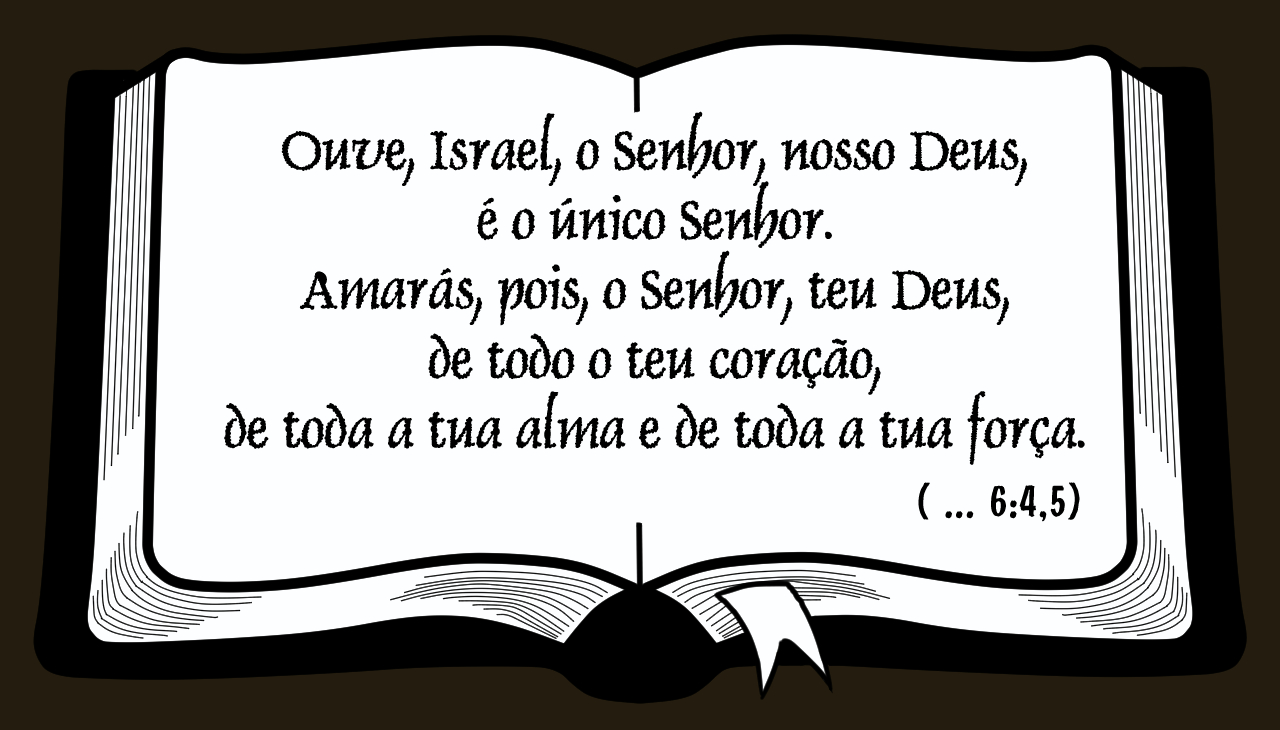 Ouve, Israel, o Senhor, nosso Deus,
é o único Senhor.
Amarás, pois, o Senhor, teu Deus,
de todo o teu coração,
de toda a tua alma e de toda a tua força.
( ... 6:4,5)